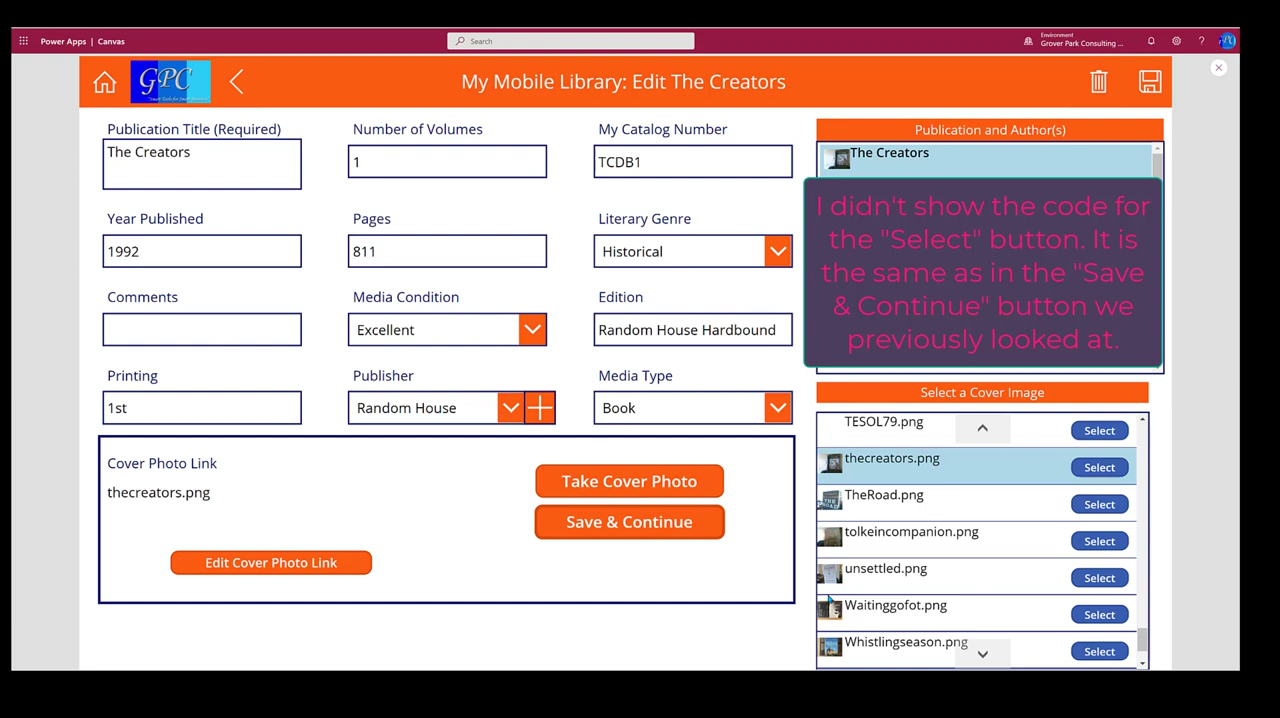 Power Apps | Canvas
Search
Environment
Grover Park Consulting ...
GPC
My Mobile Library: Edit The Creators
Publication Title (Required)
The Creators
Number of Volumes
1
My Catalog Number
TCDB1
Publication and Author(s)
The Creators
I didn't show the code for
the "Select" button. It is
the same as in the "Save
& Continue" button we
previously looked at.
Year Published
1992
Pages
811
Literary Genre
Historical
Comments
Media Condition
Excellent
Edition
Random House Hardbound
Printing
1st
Publisher
Random House
Media Type
Book
Select a Cover Image
TESOL79.png
Select
thecreators.png
Select
TheRoad.png
Select
tolkeincompanion.png
Select
unsettled.png
Select
Waitinggofot.png
Select
Whistlingseason.png
Select
Cover Photo Link
thecreators.png
Take Cover Photo
Save & Continue
Edit Cover Photo Link